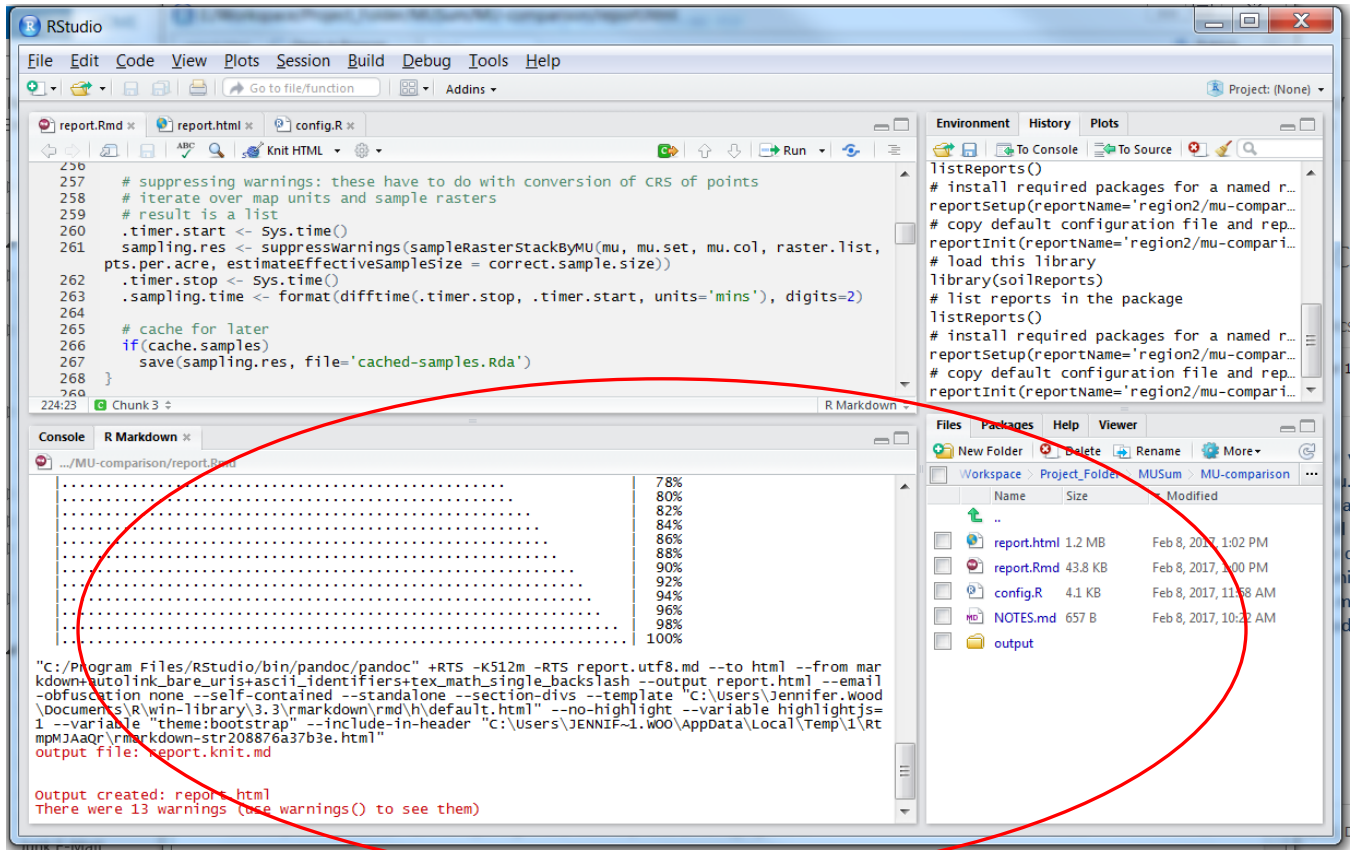 RStudio
File Edit Code View Plots Session Build Debug Tools Help
Go to file/function
Addins
Project: (None)
report.Rmd
report.html
config.R
ABC
Knit HTML
Run
256
257 # suppressing warnings: these have to do with conversion of CRS of points
258 # iterate over map units and sample rasters
259 # result is a list
260 .timer.start <- Sys.time()
261 sampling.res <- suppressWarnings(sampleRasterStackByMU(mu, mu.set, mu.col, raster.list,
pts.per.acre, estimateEffectiveSampleSize = correct.sample.size))
262 .timer.stop <- Sys.time()
263 .sampling.time <- format(difftime(.timer.stop, .timer.start, units='mins'), digits=2)
264
265 # cache for later
266 if(cache.samples)
267 save(sampling.res, file='cached-samples.Rda')
268 }
269
224:23 Chunk 3 R Markdown
Environment History Plots
To Console To Source
listReports()
# install required packages for a named r…
reportSetup(reportName='region2/mu-compar…
# copy default configuration file and rep…
reportInit(reportName='region2/mu-compari…
# load this library
library(soilReports)
# list reports in the package
listReports()
# install required packages for a named r…
reportSetup(reportName='region2/mu-compar…
# copy default configuration file and rep…
reportInit(reportName='region2/mu-compari…
Console R Markdown
.../MU-comparison/report.Rmd
|................................................... | 78%
|.................................................... | 80%
|..................................................... | 82%
|...................................................... | 84%
|....................................................... | 86%
|......................................................... | 88%
|.......................................................... | 90%
|............................................................ | 92%
|............................................................. | 94%
|.............................................................. | 96%
|................................................................ | 98%
|.................................................................| 100%
"C:/Program Files/RStudio/bin/pandoc/pandoc" +RTS -K512m -RTS report.utf8.md --to html --from mar
kdown+autolink_bare_uris+ascii_identifiers+tex_math_single_backslash --output report.html --email
-obfuscation none --self-contained --standalone --section-divs --template "C:\Users\Jennifer.Wood
\Documents\R\win-library\3.3\rmarkdown\rmd\h\default.html" --no-highlight --variable highlightjs=
1 --variable "theme:bootstrap" --include-in-header "C:\Users\JENNIF~1.WOO\AppData\Local\Temp\1\Rt
mpMJAaQr\rmarkdown-str208876a37b3e.html"
output file: report.knit.md
Output created: report.html
There were 13 warnings (use warnings() to see them)
Files Packages Help Viewer
New Folder Delete Rename More
Workspace Project_Folder MUSum MU-comparison
Name Size Modified
..
report.html 1.2 MB Feb 8, 2017, 1:02 PM
report.Rmd 43.8 KB Feb 8, 2017, 1:00 PM
config.R 4.1 KB Feb 8, 2017, 11:58 AM
NOTES.md 657 B Feb 8, 2017, 10:22 AM
output